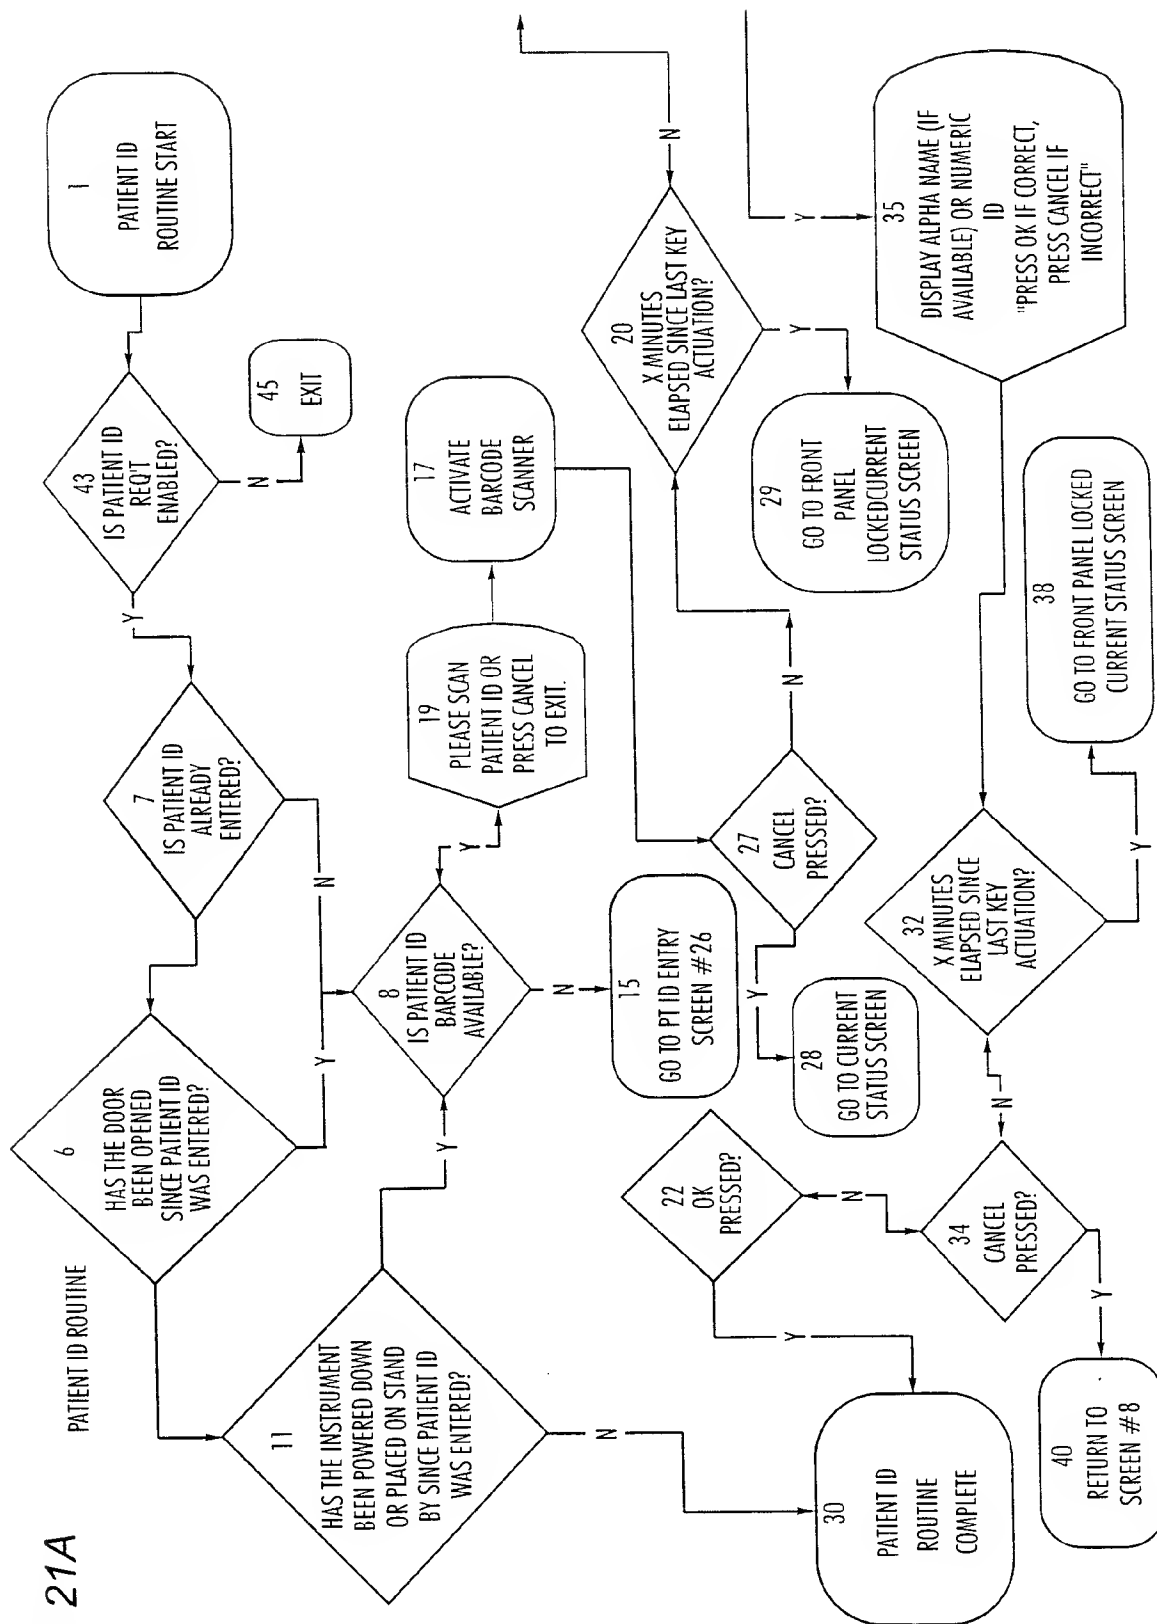 21A
PATIENT ID ROUTINE
1
PATIENT ID
ROUTINE START
43
IS PATIENT ID
REQ'T
ENABLED?
N
45
EXIT
Y
7
IS PATIENT ID
ALREADY
ENTERED?
N
6
HAS THE DOOR
BEEN OPENED
SINCE PATIENT ID
WAS ENTERED?
Y
11
HAS THE INSTRUMENT
BEEN POWERED DOWN
OR PLACED ON STAND
BY SINCE PATIENT ID
WAS ENTERED?
Y
N
8
IS PATIENT ID
BARCODE
AVAILABLE?
Y
N
19
PLEASE SCAN
PATIENT ID OR
PRESS CANCEL
TO EXIT.
17
ACTIVATE
BARCODE
SCANNER
15
GO TO PT ID ENTRY
SCREEN #26
27
CANCEL
PRESSED?
N
Y
28
GO TO CURRENT
STATUS SCREEN
20
X MINUTES
ELAPSED SINCE LAST KEY
ACTUATION?
N
Y
29
GO TO FRONT
PANEL
LOCKEDCURRENT
STATUS SCREEN
Y
35
DISPLAY ALPHA NAME (IF
AVAILABLE) OR NUMERIC
ID
"PRESS OK IF CORRECT,
PRESS CANCEL IF
INCORRECT"
32
X MINUTES
ELAPSED SINCE
LAST KEY
ACTUATION?
Y
38
GO TO FRONT PANEL LOCKED
CURRENT STATUS SCREEN
N
34
CANCEL
PRESSED?
N
Y
22
OK
PRESSED?
Y
30
PATIENT ID
ROUTINE
COMPLETE
40
RETURN TO
SCREEN #8